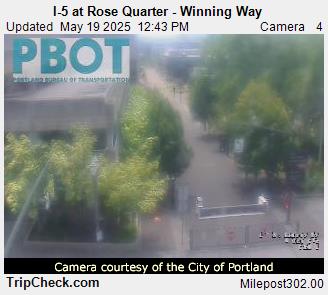 I-5 at Rose Quarter - Winning Way
Updated May 19 2025 12:43 PM Camera 4
PBOT
PORTLAND BUREAU OF TRANSPORTATION
Camera courtesy of the City of Portland
TripCheck.com Milepost302.00